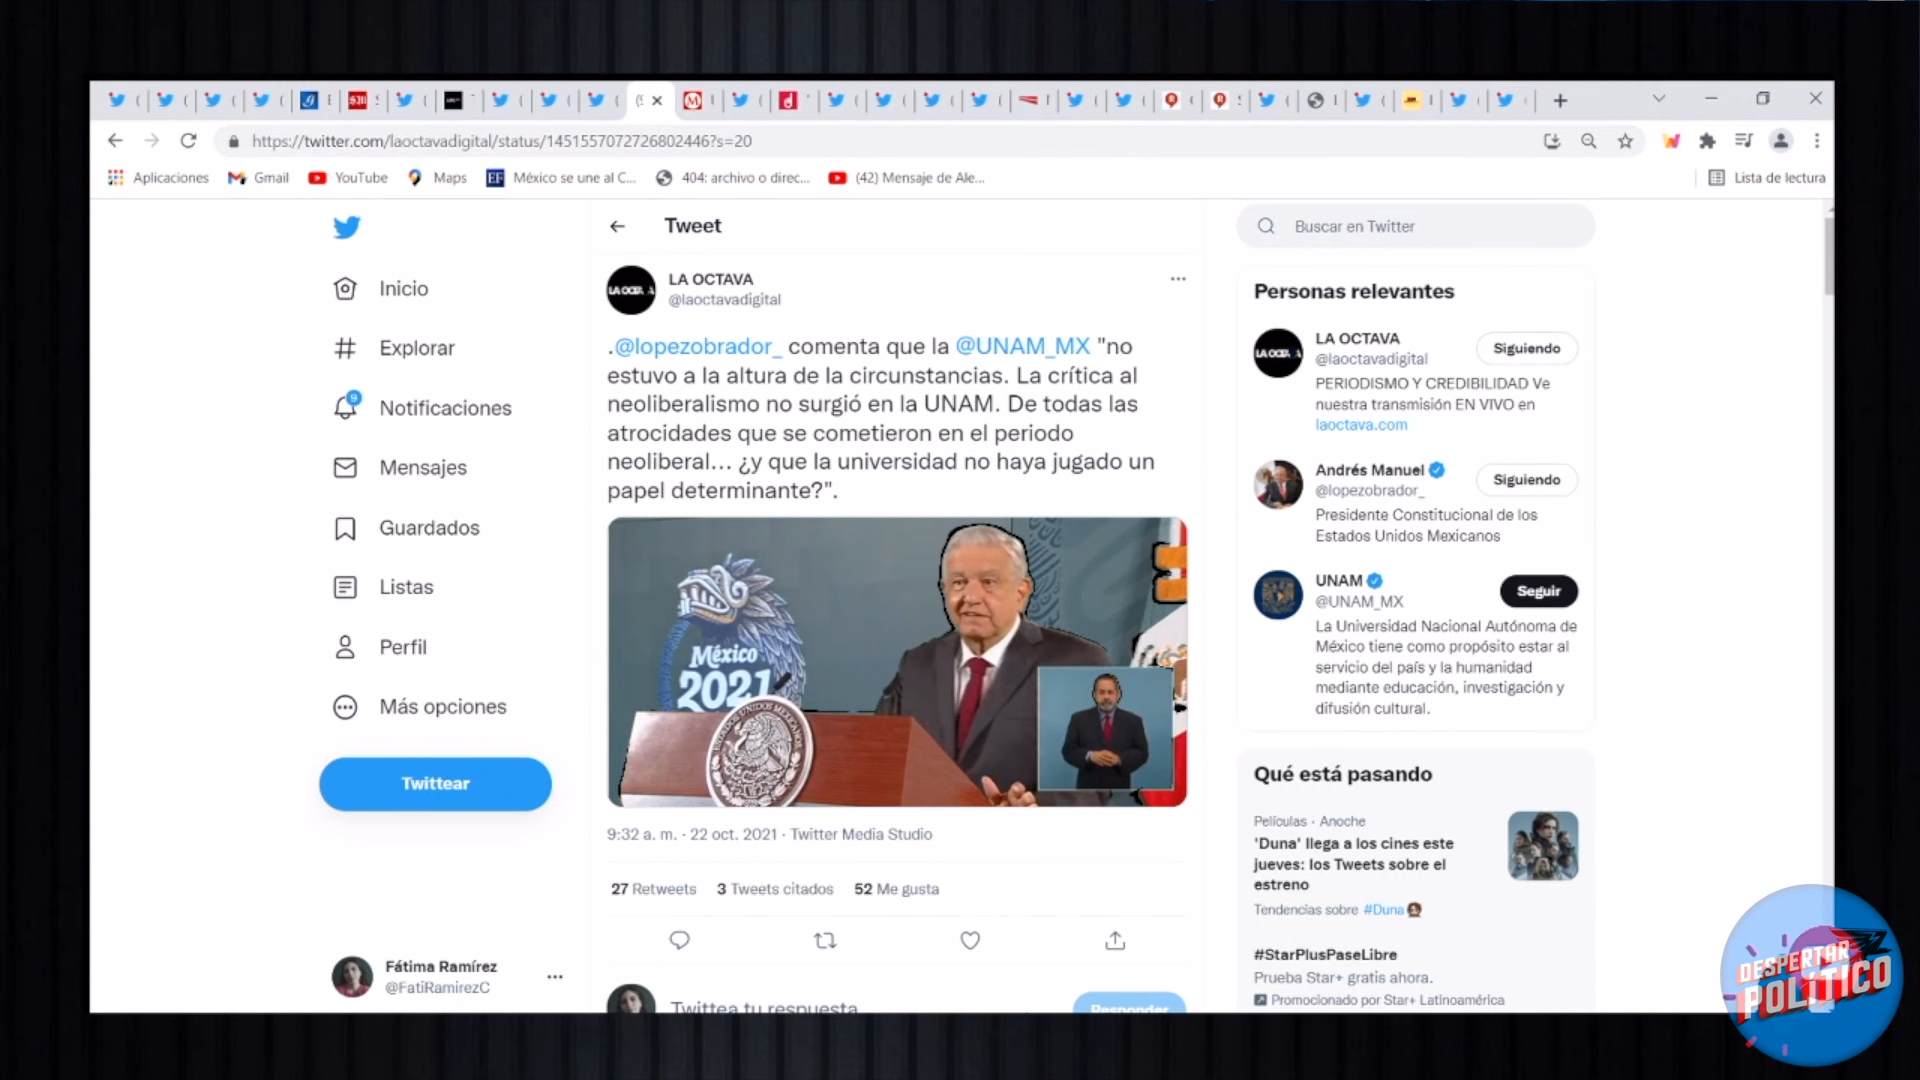 https://twitter.com/laoctavadigital/status/1451557072726802446?s=20
Aplicaciones
Gmail
YouTube
Maps
EF
México se une al C...
404: archivo o direc...
(42) Mensaje de Ale...
Lista de lectura
Inicio
Explorar
9
Notificaciones
Mensajes
Guardados
Listas
Perfil
Más opciones
Twittear
Fátima Ramírez
@FatiRamirezC
Tweet
LA OCTAVA
@laoctavadigital
.@lopezobrador_ comenta que la @UNAM_MX "no
estuvo a la altura de la circunstancias. La crítica al
neoliberalismo no surgió en la UNAM. De todas las
atrocidades que se cometieron en el periodo
neoliberal... ¿y que la universidad no haya jugado un
papel determinante?".
México
2021
ESTADOS UNIDOS MEXICANOS
9:32 a. m. · 22 oct. 2021 · Twitter Media Studio
27 Retweets 3 Tweets citados 52 Me gusta
Twittea tu respuesta
Responder
Buscar en Twitter
Personas relevantes
LA OCTAVA
@laoctavadigital
Siguiendo
PERIODISMO Y CREDIBILIDAD Ve
nuestra transmisión EN VIVO en
laoctava.com
Andrés Manuel
@lopezobrador_
Siguiendo
Presidente Constitucional de los
Estados Unidos Mexicanos
UNAM
@UNAM_MX
Seguir
La Universidad Nacional Autónoma de
México tiene como propósito estar al
servicio del país y la humanidad
mediante educación, investigación y
difusión cultural.
Qué está pasando
Películas · Anoche
'Duna' llega a los cines este
jueves: los Tweets sobre el
estreno
Tendencias sobre #Duna
#StarPlusPaseLibre
Prueba Star+ gratis ahora.
Promocionado por Star+ Latinoamérica
DESPERTAR
POLÍTICO